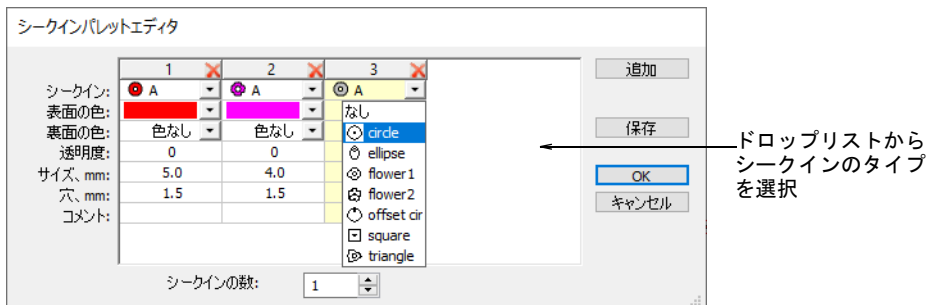 シークインパレットエディタ
1 2 3 追加
シークイン: A A A
表面の色: なし
裏面の色: 色なし 色なし circle 保存
透明度: 0 0 ellipse
サイズ、mm: 5.0 4.0 flower1 OK
穴、mm: 1.5 1.5 flower2 キャンセル
コメント: offset cir
square
triangle
シークインの数: 1
ドロップリストから
シークインのタイプ
を選択